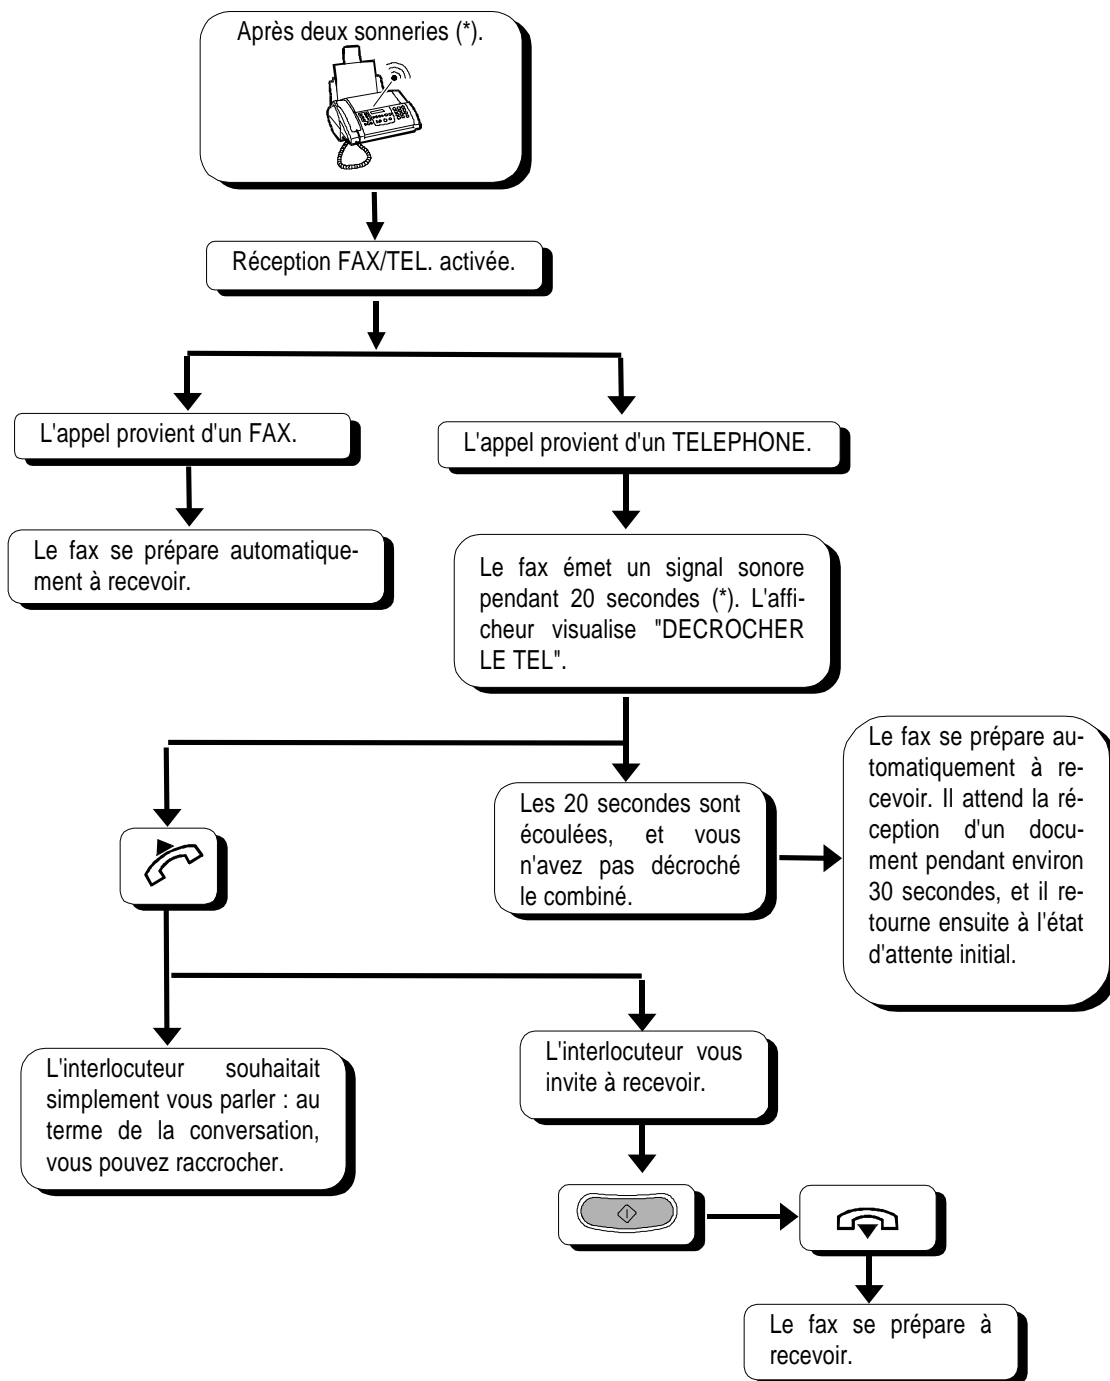 Après deux sonneries (*).
Réception FAX/TEL. activée.
L'appel provient d'un FAX.
L'appel provient d'un TELEPHONE.
Le fax se prépare automatique-
ment à recevoir.
Le fax émet un signal sonore
pendant 20 secondes (*). L'affi-
cheur visualise "DECROCHER
LE TEL".
Les 20 secondes sont
écoulées, et vous
n'avez pas décroché
le combiné.
Le fax se prépare au-
tomatiquement à re-
cevoir. Il attend la ré-
ception d'un docu-
ment pendant environ
30 secondes, et il re-
tourne ensuite à l'état
d'attente initial.
L'interlocuteur souhaitait
simplement vous parler : au
terme de la conversation,
vous pouvez raccrocher.
L'interlocuteur vous
invite à recevoir.
Le fax se prépare à
recevoir.